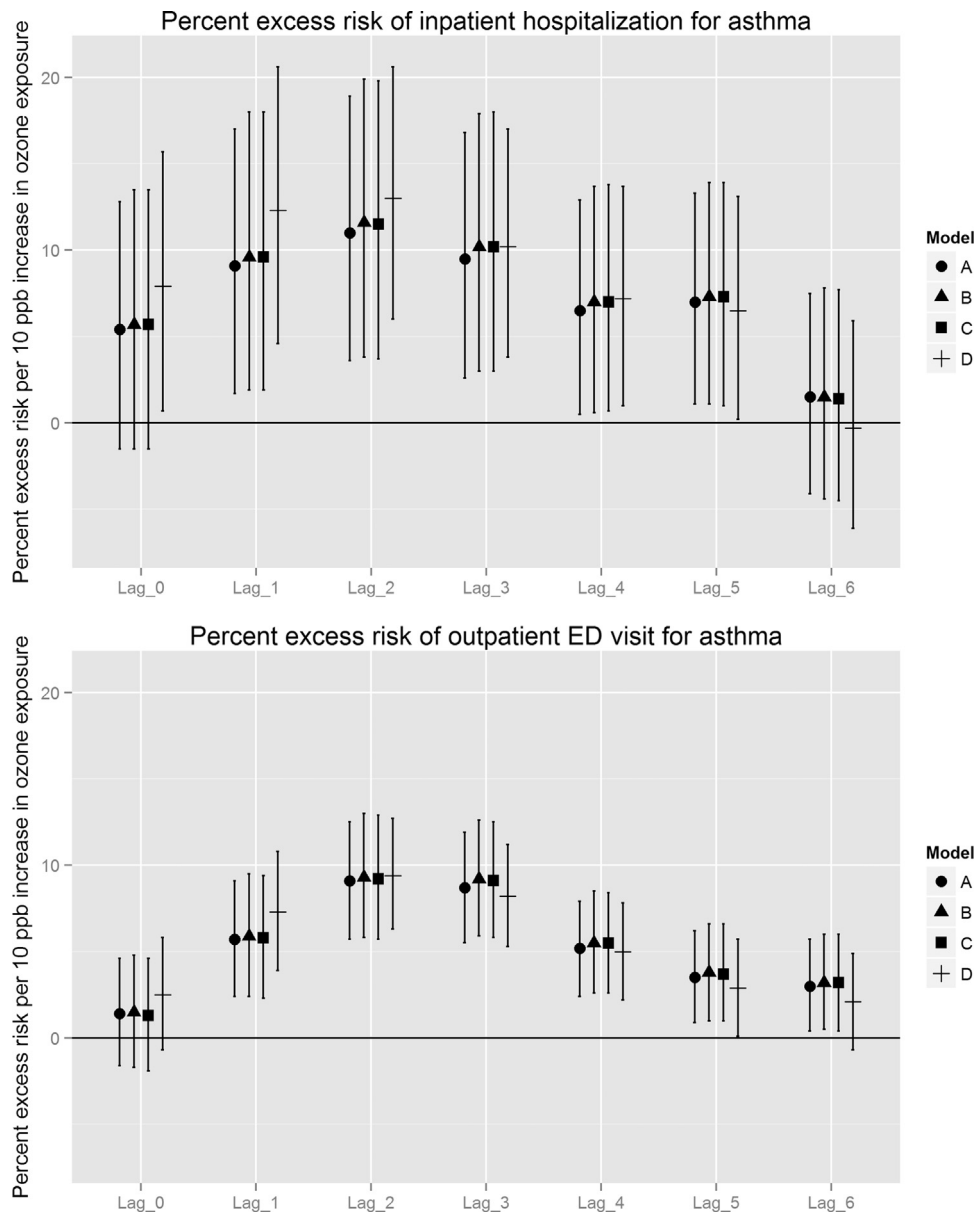 Percent excess risk of inpatient hospitalization for asthma
Percent excess risk per 10 ppb increase in ozone exposure
20
10
0
Lag_0 Lag_1 Lag_2 Lag_3 Lag_4 Lag_5 Lag_6
Model
A
B
C
D
Percent excess risk of outpatient ED visit for asthma
Percent excess risk per 10 ppb increase in ozone exposure
20
10
0
Lag_0 Lag_1 Lag_2 Lag_3 Lag_4 Lag_5 Lag_6
Model
A
B
C
D